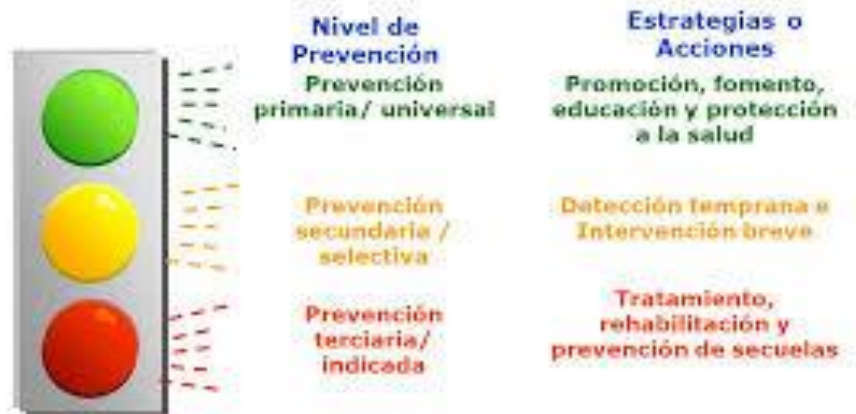 Nivel de
Prevención
Estrategias o
Acciones
Prevención
primaria/ universal
Promoción, fomento,
educación y protección
a la salud
Prevención
secundaria /
selectiva
Detección temprana e
Intervención breve
Prevención
terciaria/
indicada
Tratamiento,
rehabilitación y
prevención de secuelas